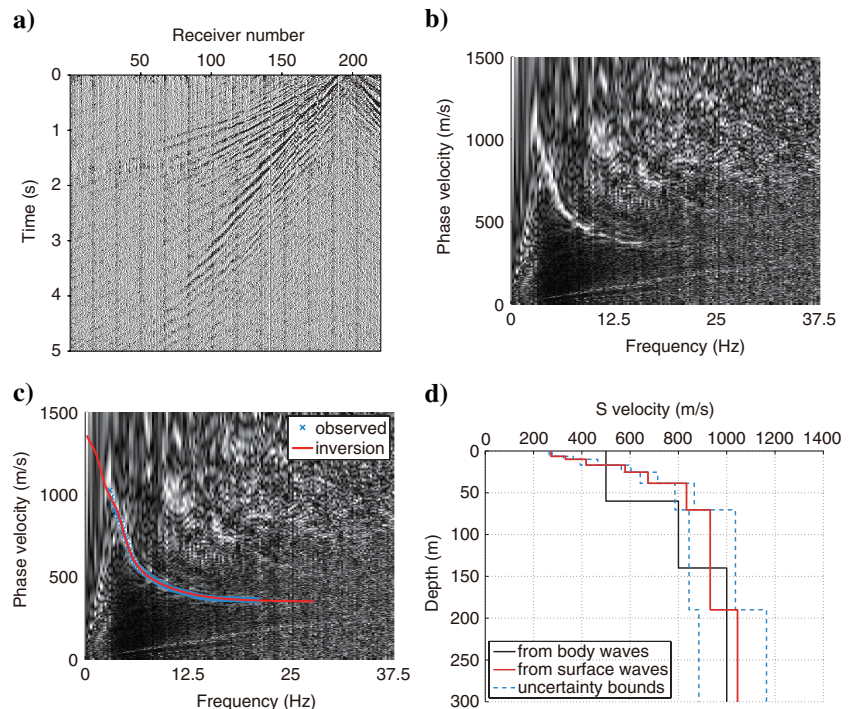 a)
Receiver number
50 100 150 200
0
1
2
3
4
5
Time (s)
b)
1500
1000
500
0
Phase velocity (m/s)
0 12.5 25 37.5
Frequency (Hz)
c)
1500
1000
500
0
Phase velocity (m/s)
observed
inversion
0 12.5 25 37.5
Frequency (Hz)
d)
S velocity (m/s)
0 200 400 600 800 1000 1200 1400
0
50
100
150
200
250
300
Depth (m)
from body waves
from surface waves
uncertainty bounds